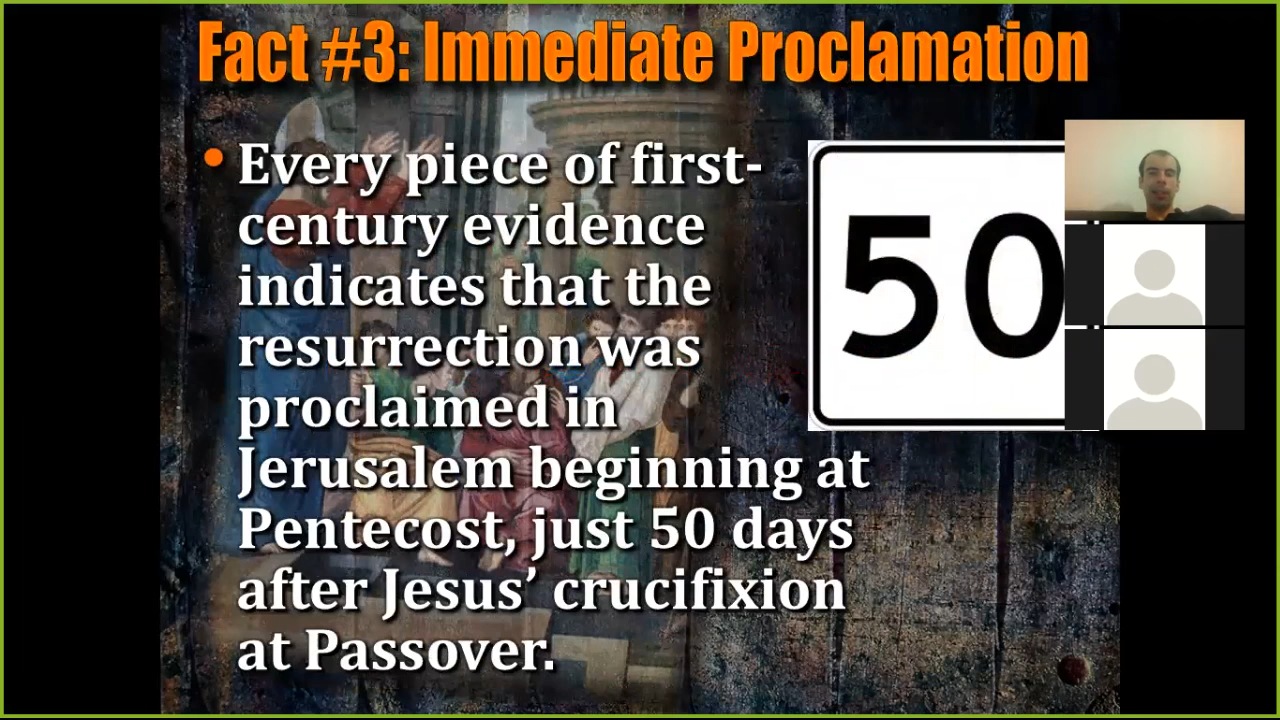 Fact #3: Immediate Proclamation
• Every piece of first-
century evidence
indicates that the
resurrection was
proclaimed in
Jerusalem beginning at
Pentecost, just 50 days
after Jesus’ crucifixion
at Passover.
50